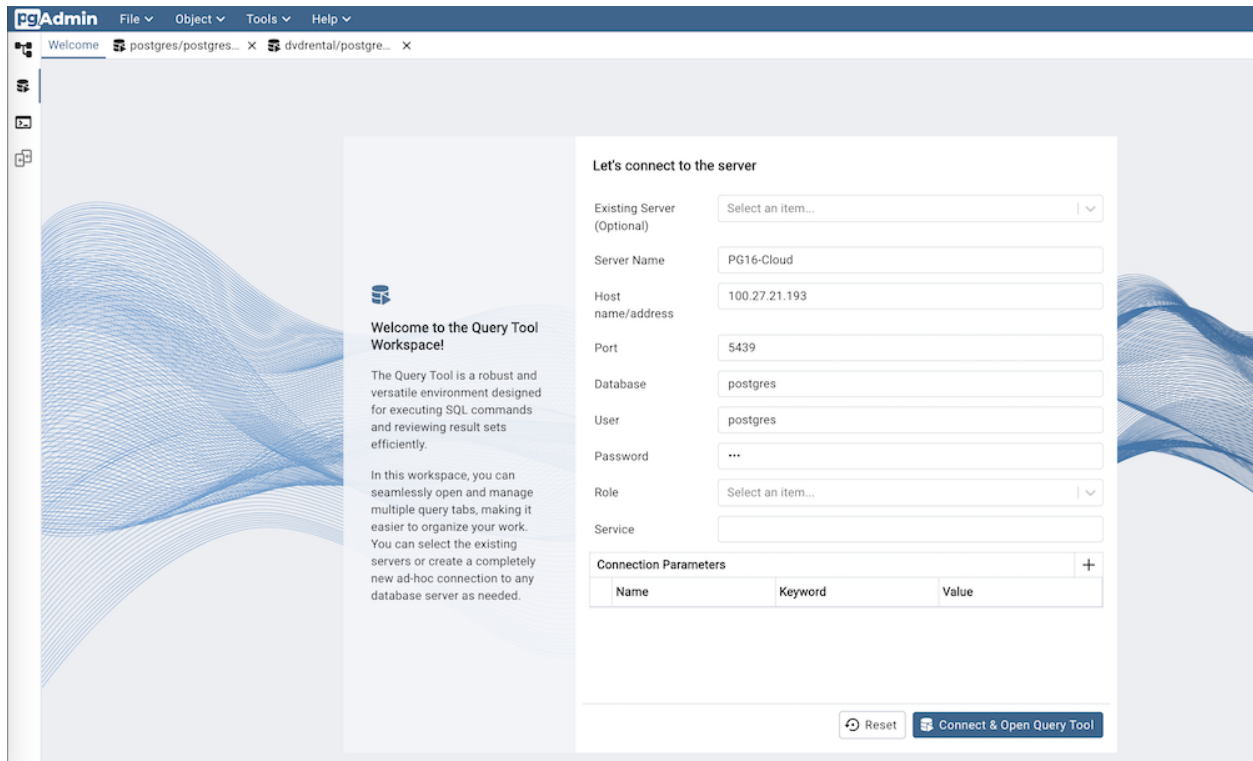 pgAdmin File Object Tools Help
Welcome postgres/postgres... dvdrental/postgre...
Let's connect to the server
Existing Server
(Optional)
Select an item...
Server Name PG16-Cloud
Host
name/address
100.27.21.193
Port 5439
Database postgres
User postgres
Password •••
Role Select an item...
Service
Connection Parameters
Name Keyword Value
Reset Connect & Open Query Tool
Welcome to the Query Tool
Workspace!
The Query Tool is a robust and
versatile environment designed
for executing SQL commands
and reviewing result sets
efficiently.
In this workspace, you can
seamlessly open and manage
multiple query tabs, making it
easier to organize your work.
You can select the existing
servers or create a completely
new ad-hoc connection to any
database server as needed.